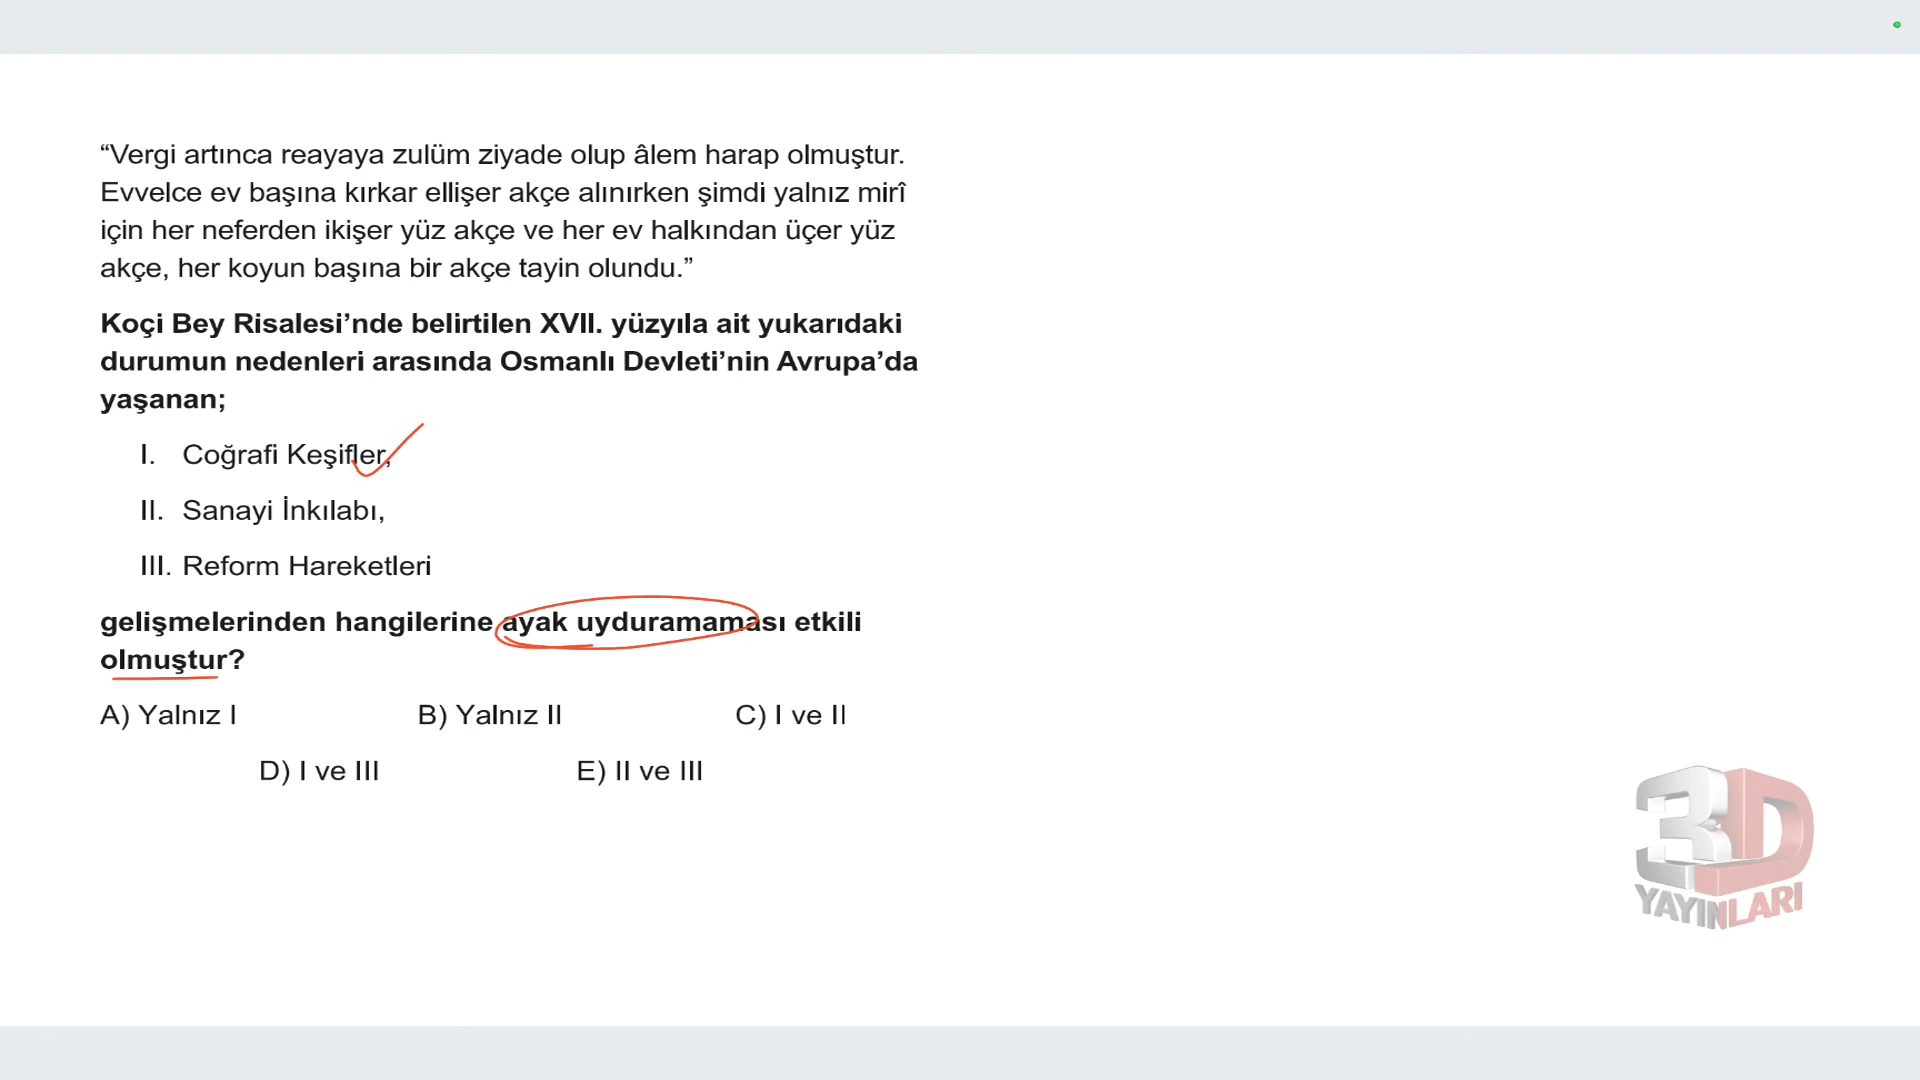 “Vergi artınca reayaya zulüm ziyade olup âlem harap olmuştur.
Evvelce ev başına kırkar ellişer akçe alınırken şimdi yalnız mirî
için her neferden ikişer yüz akçe ve her ev halkından üçer yüz
akçe, her koyun başına bir akçe tayin olundu.”
Koçi Bey Risalesi’nde belirtilen XVII. yüzyıla ait yukarıdaki
durumun nedenleri arasında Osmanlı Devleti’nin Avrupa’da
yaşanan;
I. Coğrafi Keşifler,
II. Sanayi İnkılabı,
III. Reform Hareketleri
gelişmelerinden hangilerine ayak uyduramaması etkili
olmuştur?
A) Yalnız I B) Yalnız II C) I ve II
D) I ve III E) II ve III
3D
YAYINLARI